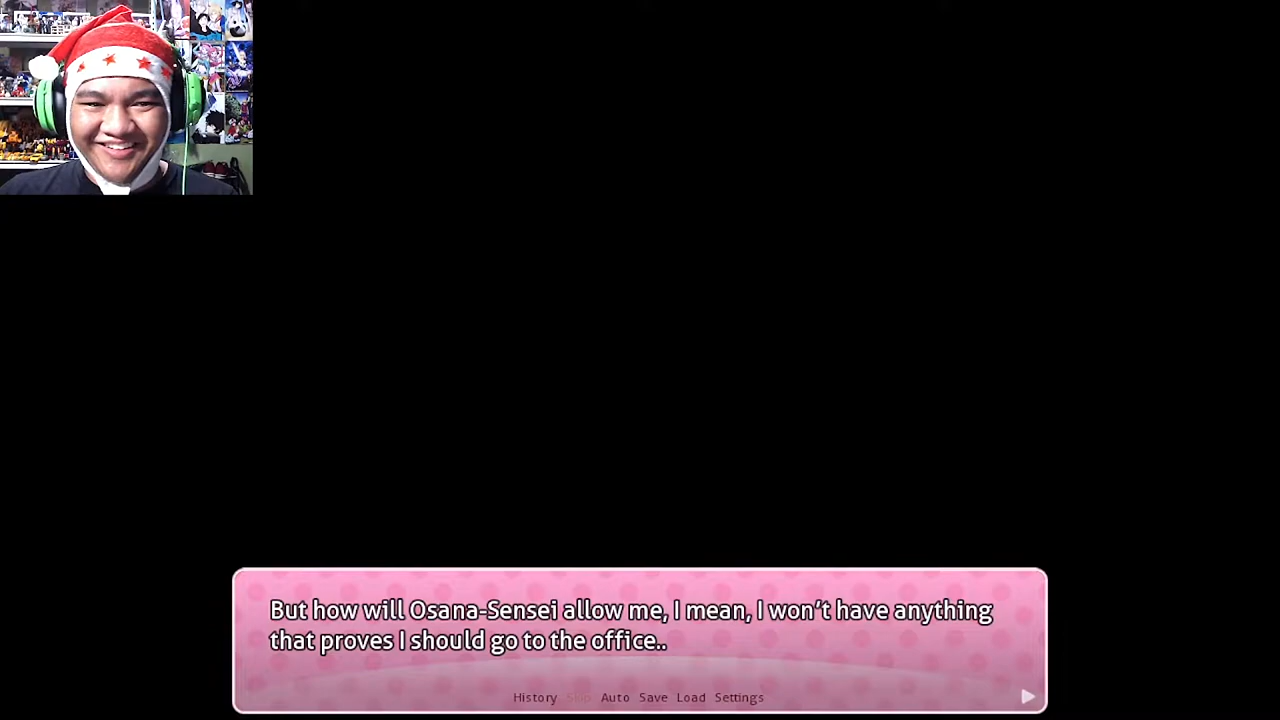 But how will Osana-Sensei allow me, I mean, I won't have anything
that proves I should go to the office..
History Skip Auto Save Load Settings